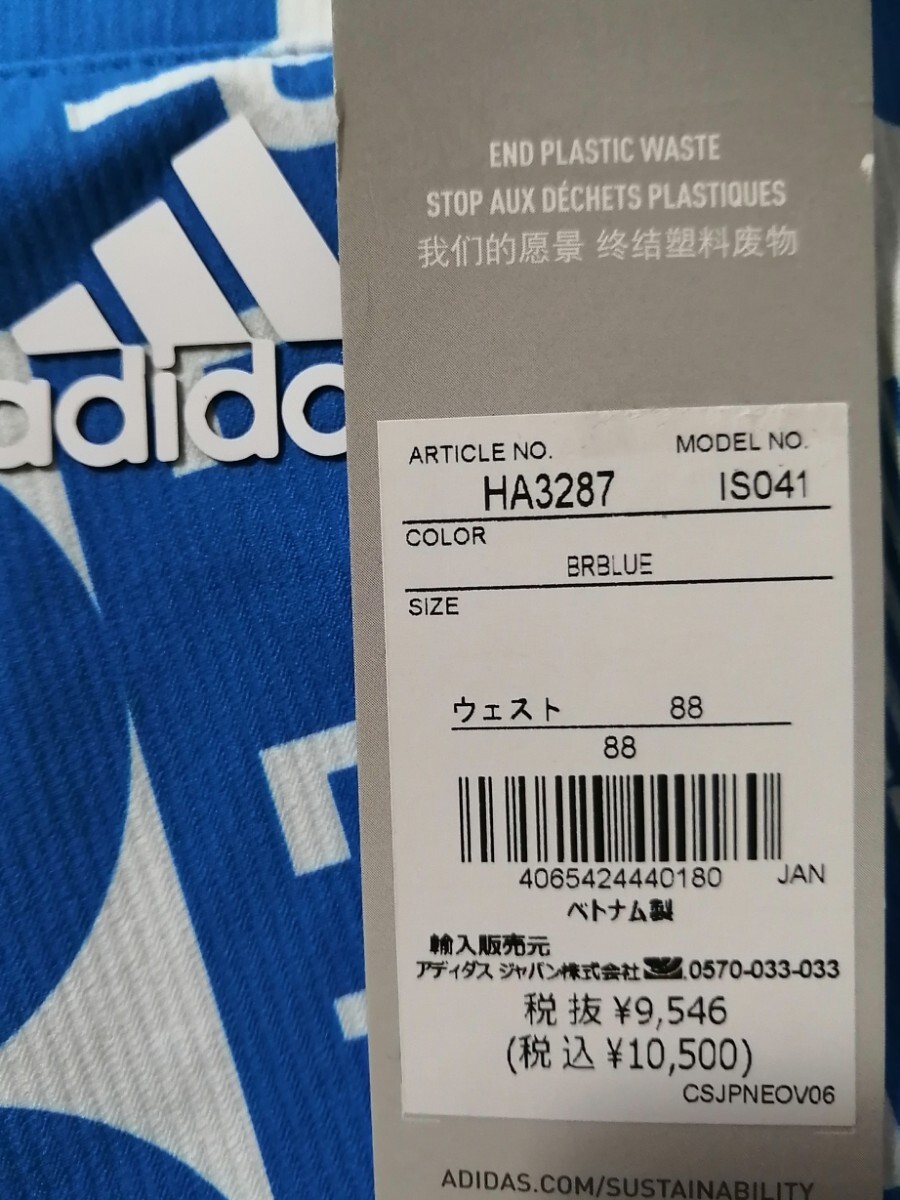 END PLASTIC WASTE
STOP AUX DÉCHETS PLASTIQUES
我们的愿景 终结塑料废物
adida
ARTICLE NO. MODEL NO.
HA3287 IS041
COLOR
BRBLUE
SIZE
ウェスト 88
88
4065424440180 JAN
ベトナム製
輸入販売元
アディダス ジャパン株式会社 0570-033-033
税 抜 ¥9,546
(税 込 ¥10,500)
CSJPNEOV06
ADIDAS.COM/SUSTAINABILITY